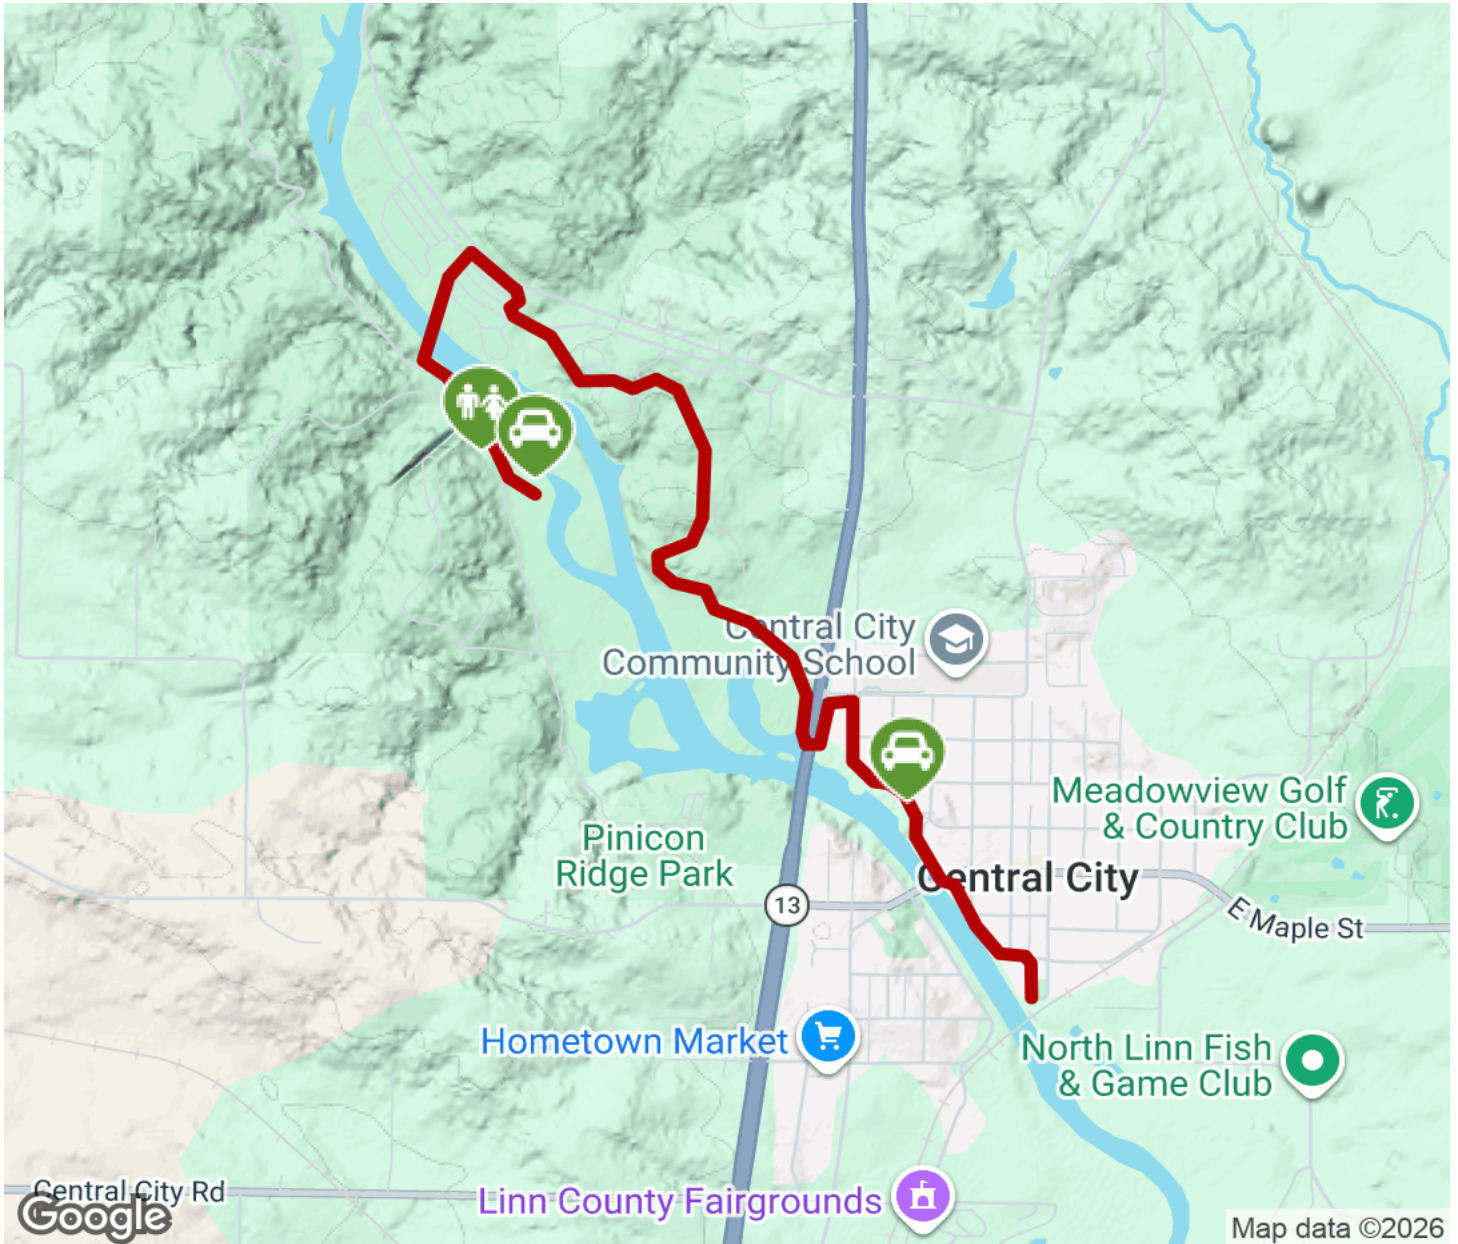 Central City
Community School
Meadowview Golf
& Country Club
Pinicon
Ridge Park
Central City
13
E Maple St
Hometown Market
North Linn Fish
& Game Club
Central City Rd
Linn County Fairgrounds
Google
Map data ©2026